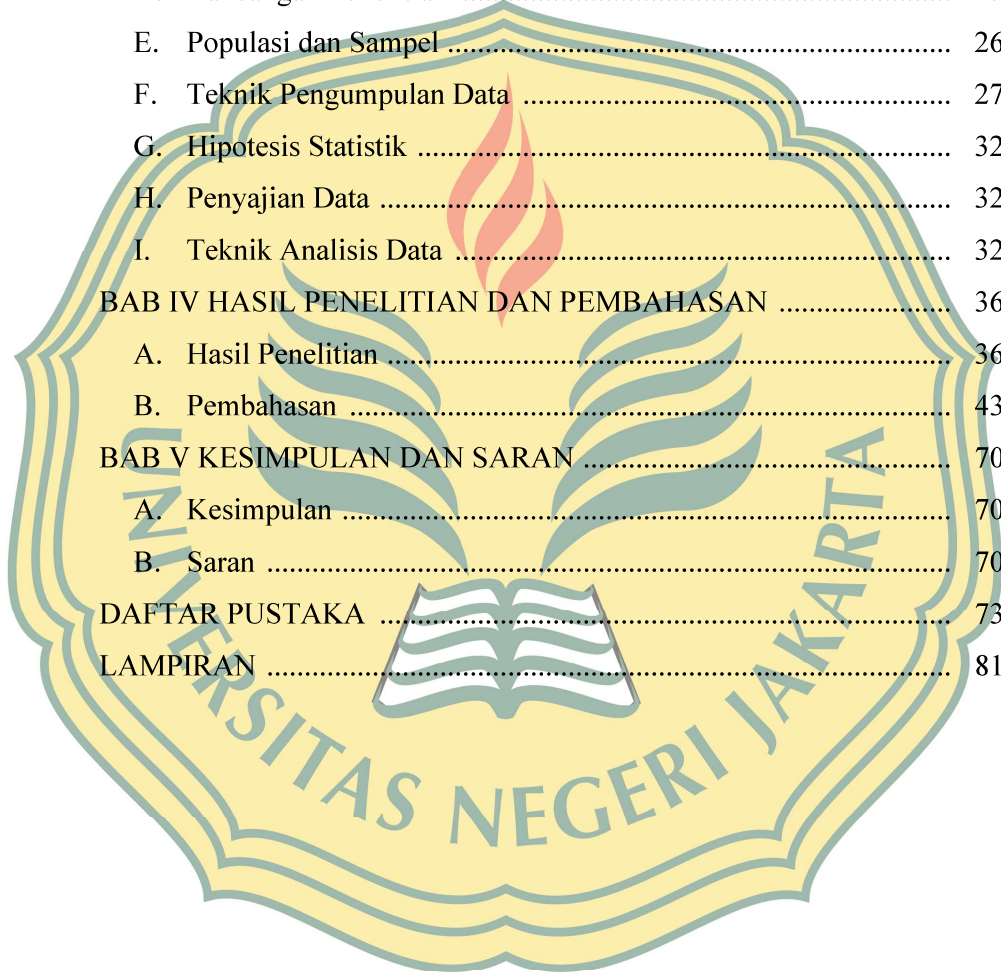 E. Populasi dan Sampel ................................................................... 26
F. Teknik Pengumpulan Data ......................................................... 27
G. Hipotesis Statistik ....................................................................... 32
H. Penyajian Data ............................................................................ 32
I. Teknik Analisis Data .................................................................. 32
BAB IV HASIL PENELITIAN DAN PEMBAHASAN ....................... 36
A. Hasil Penelitian ........................................................................... 36
B. Pembahasan ................................................................................ 43
BAB V KESIMPULAN DAN SARAN ................................................. 70
A. Kesimpulan ................................................................................. 70
B. Saran ........................................................................................... 70
DAFTAR PUSTAKA ............................................................................ 73
LAMPIRAN ........................................................................................... 81
UNIVERSITAS NEGERI JAKARTA